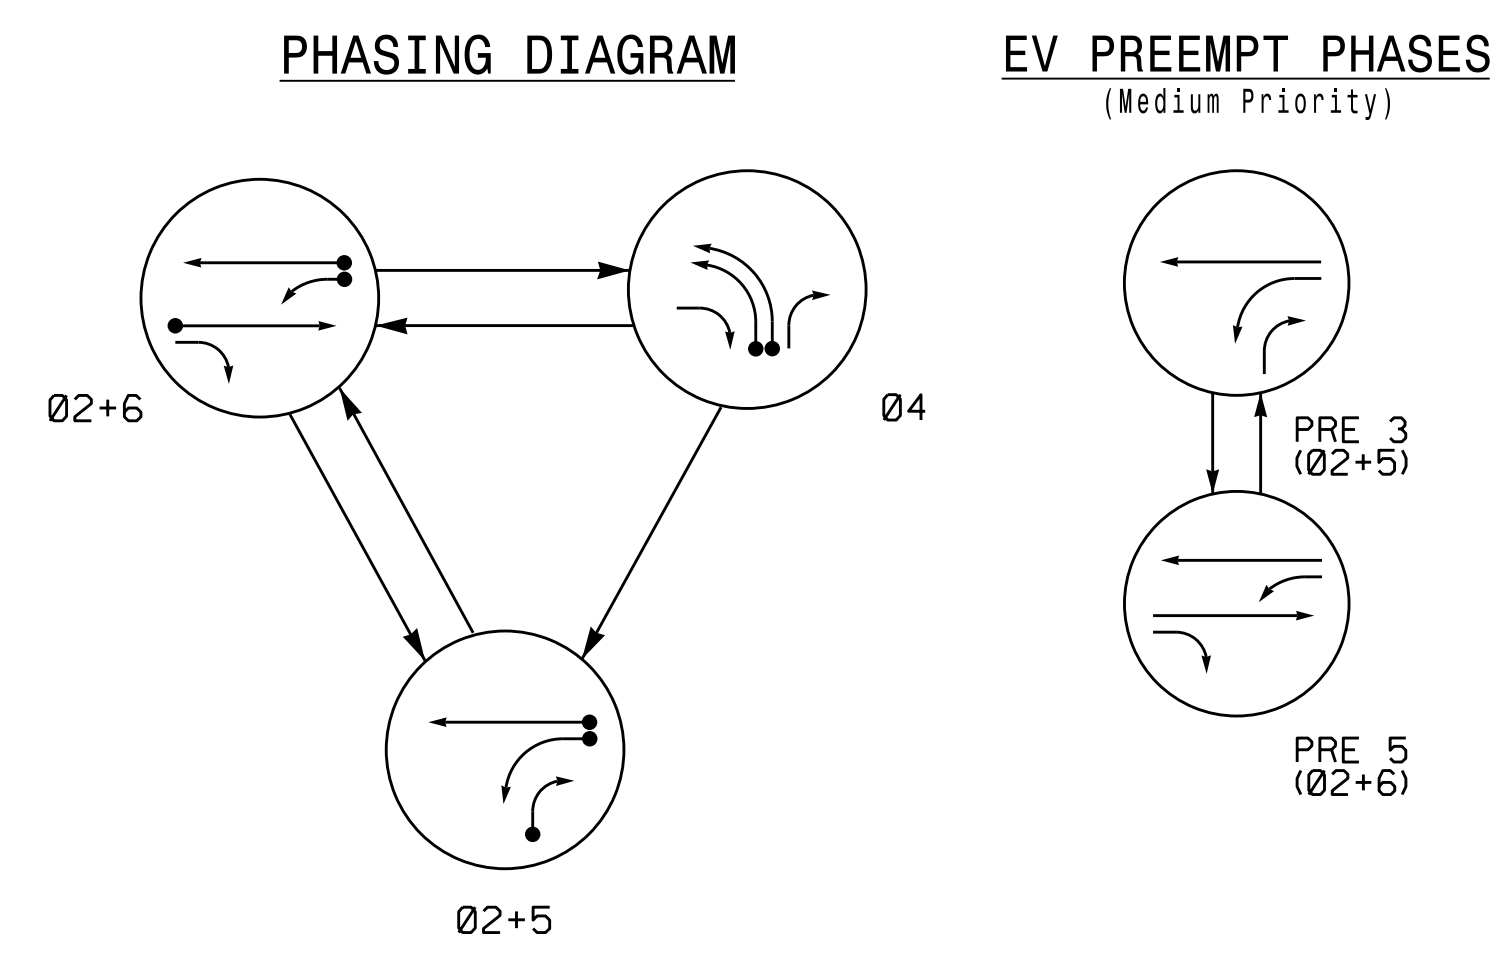 PHASING DIAGRAM
EV PREEMPT PHASES
(Medium Priority)
Ø2+6
Ø4
PRE 3
(Ø2+5)
PRE 5
(Ø2+6)
Ø2+5